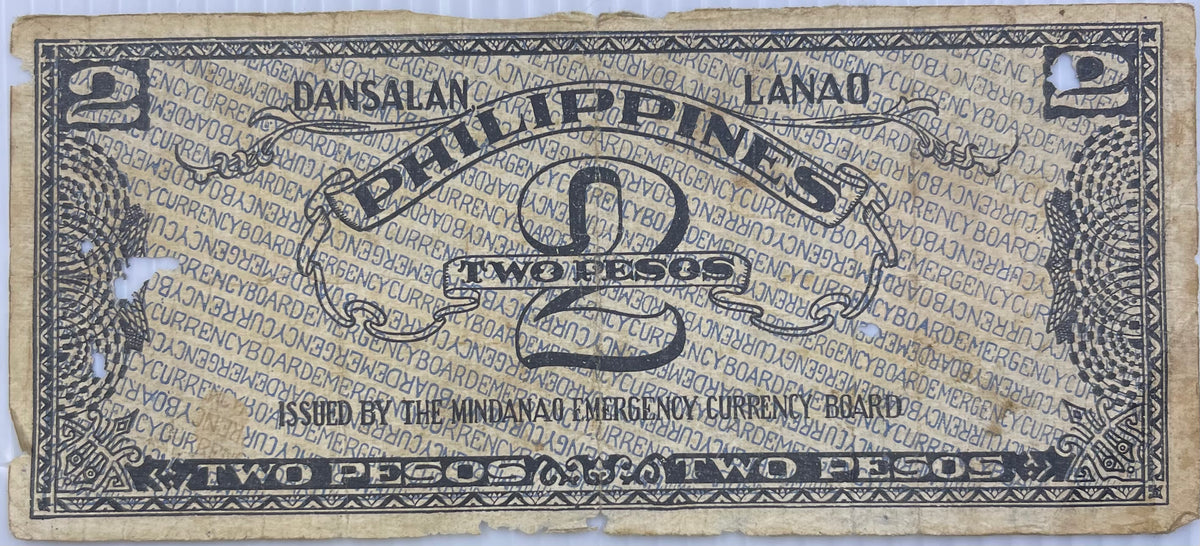 2 DANSALAN, LANAO 2
PHILIPPINES
2
TWO PESOS
ISSUED BY THE MINDANAO EMERGENCY CURRENCY BOARD
TWO PESOS TWO PESOS